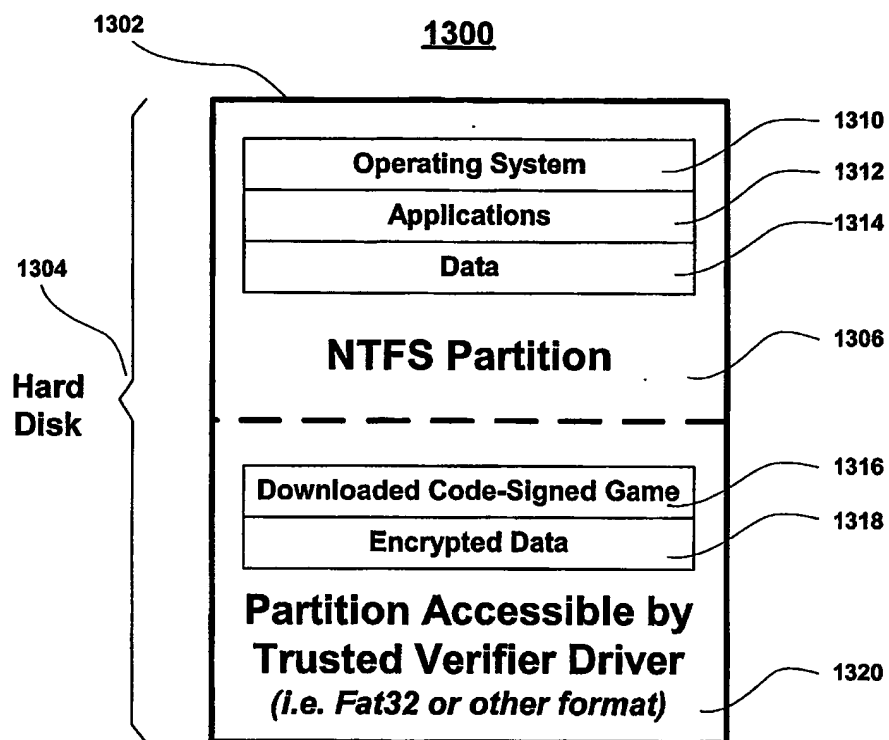 1302
1300
1310
Operating System
1312
Applications
1314
Data
1304
1306
NTFS Partition
Hard
Disk
1316
Downloaded Code-Signed Game
1318
Encrypted Data
Partition Accessible by
Trusted Verifier Driver
1320
(i.e. Fat32 or other format)